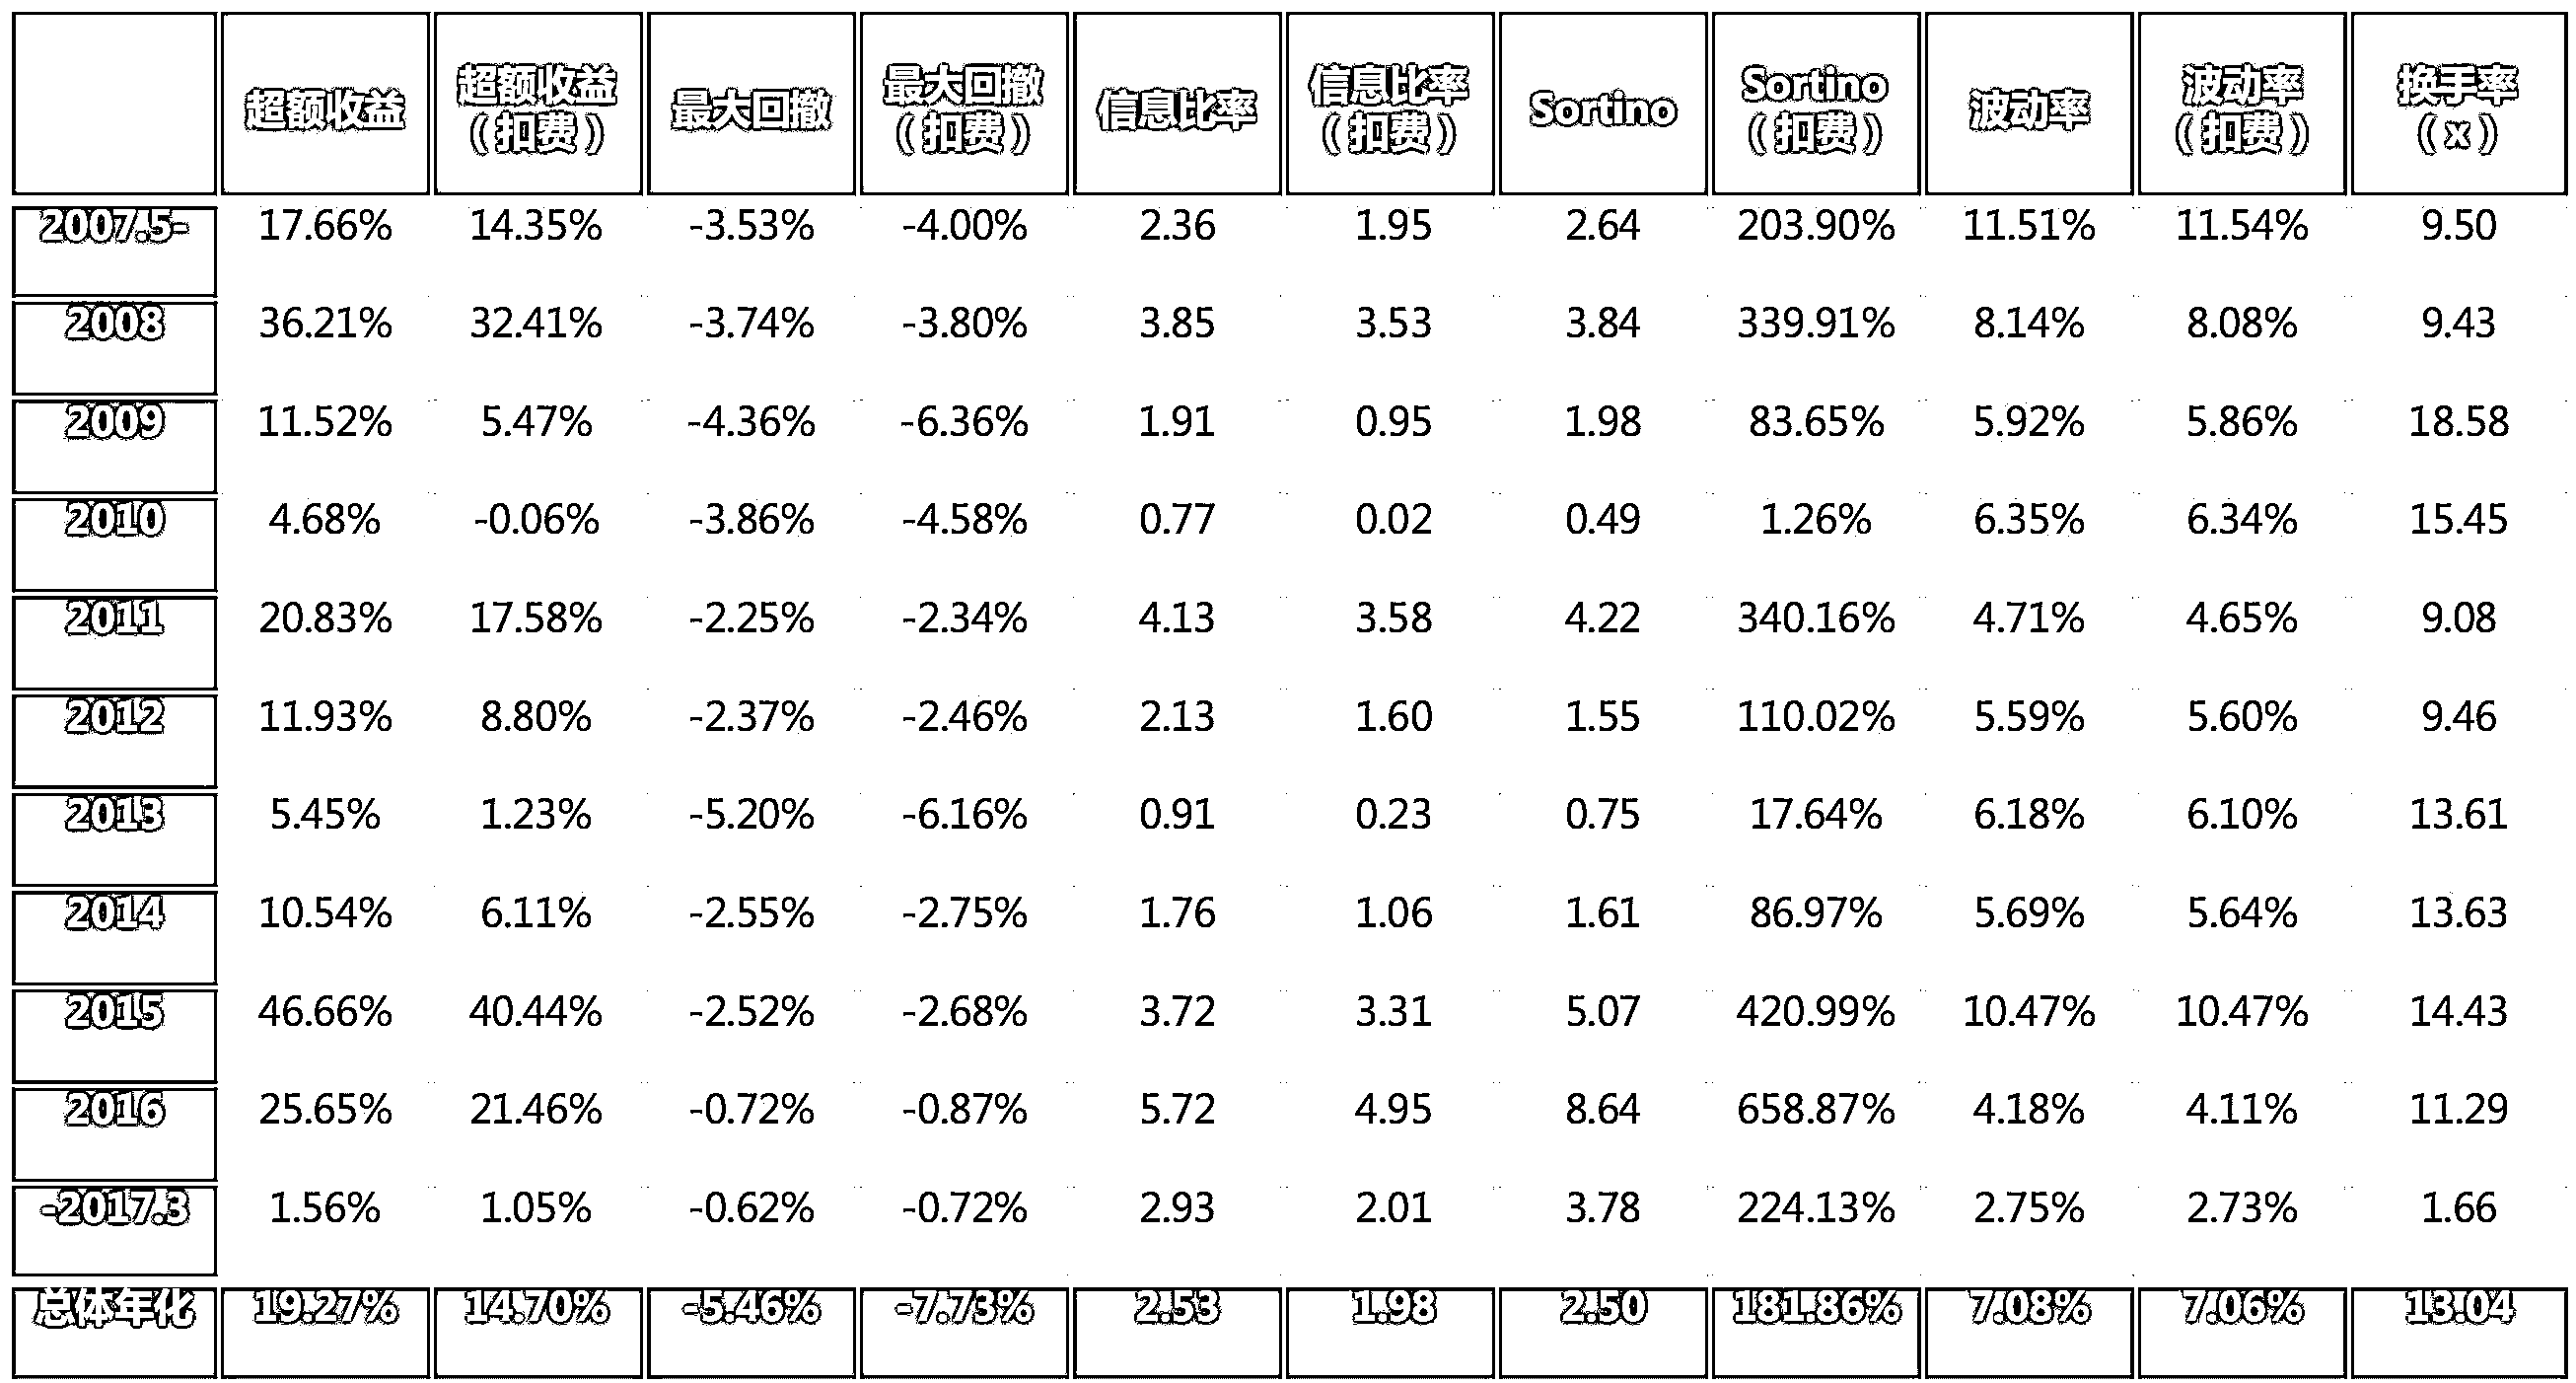 超额收益 超额收益（扣费） 最大回撤 最大回撤（扣费） 信息比率 信息比率（扣费） Sortino Sortino（扣费） 波动率 波动率（扣费） 换手率（x）
2007.5- 17.66% 14.35% -3.53% -4.00% 2.36 1.95 2.64 203.90% 11.51% 11.54% 9.50
2008 36.21% 32.41% -3.74% -3.80% 3.85 3.53 3.84 339.91% 8.14% 8.08% 9.43
2009 11.52% 5.47% -4.36% -6.36% 1.91 0.95 1.98 83.65% 5.92% 5.86% 18.58
2010 4.68% -0.06% -3.86% -4.58% 0.77 0.02 0.49 1.26% 6.35% 6.34% 15.45
2011 20.83% 17.58% -2.25% -2.34% 4.13 3.58 4.22 340.16% 4.71% 4.65% 9.08
2012 11.93% 8.80% -2.37% -2.46% 2.13 1.60 1.55 110.02% 5.59% 5.60% 9.46
2013 5.45% 1.23% -5.20% -6.16% 0.91 0.23 0.75 17.64% 6.18% 6.10% 13.61
2014 10.54% 6.11% -2.55% -2.75% 1.76 1.06 1.61 86.97% 5.69% 5.64% 13.63
2015 46.66% 40.44% -2.52% -2.68% 3.72 3.31 5.07 420.99% 10.47% 10.47% 14.43
2016 25.65% 21.46% -0.72% -0.87% 5.72 4.95 8.64 658.87% 4.18% 4.11% 11.29
-2017.3 1.56% 1.05% -0.62% -0.72% 2.93 2.01 3.78 224.13% 2.75% 2.73% 1.66
总体年化 19.27% 14.70% -5.46% -7.73% 2.53 1.98 2.50 181.86% 7.08% 7.06% 13.04